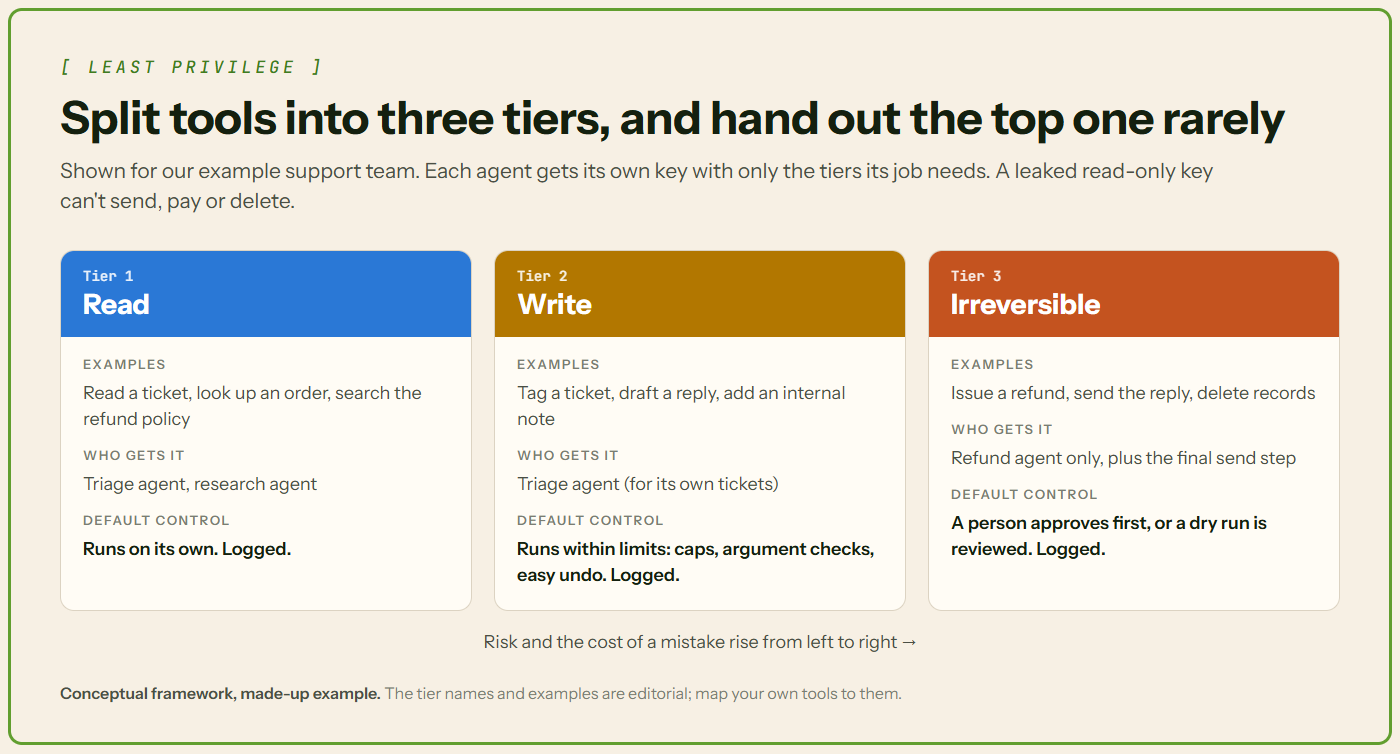 [ LEAST PRIVILEGE ]
Split tools into three tiers, and hand out the top one rarely
Shown for our example support team. Each agent gets its own key with only the tiers its job needs. A leaked read-only key
can't send, pay or delete.
Tier 1
Read
EXAMPLES
Read a ticket, look up an order, search the
refund policy
WHO GETS IT
Triage agent, research agent
DEFAULT CONTROL
Runs on its own. Logged.
Tier 2
Write
EXAMPLES
Tag a ticket, draft a reply, add an internal
note
WHO GETS IT
Triage agent (for its own tickets)
DEFAULT CONTROL
Runs within limits: caps, argument checks,
easy undo. Logged.
Tier 3
Irreversible
EXAMPLES
Issue a refund, send the reply, delete records
WHO GETS IT
Refund agent only, plus the final send step
DEFAULT CONTROL
A person approves first, or a dry run is
reviewed. Logged.
Risk and the cost of a mistake rise from left to right →
Conceptual framework, made-up example. The tier names and examples are editorial; map your own tools to them.